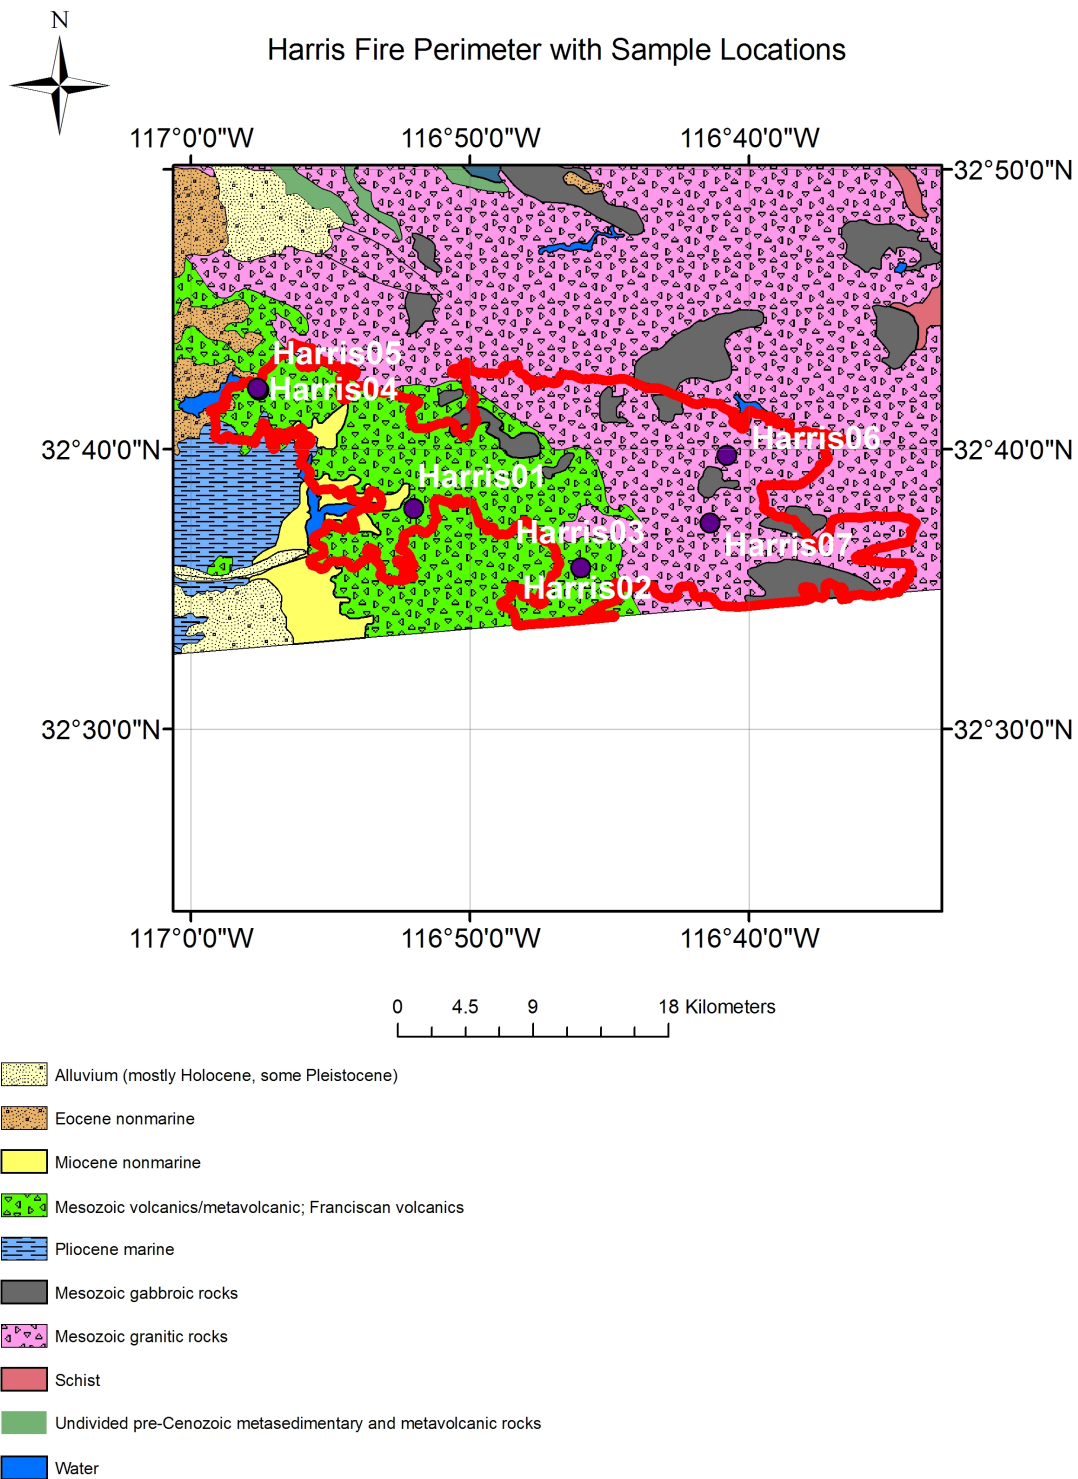 N
Harris Fire Perimeter with Sample Locations
117°0'0"W 116°50'0"W 116°40'0"W
32°50'0"N
Harris05
Harris04
Harris06
32°40'0"N 32°40'0"N
Harris01
Harris03
Harris07
Harris02
32°30'0"N 32°30'0"N
117°0'0"W 116°50'0"W 116°40'0"W
0 4.5 9 18 Kilometers
Alluvium (mostly Holocene, some Pleistocene)
Eocene nonmarine
Miocene nonmarine
Mesozoic volcanics/metavolcanic; Franciscan volcanics
Pliocene marine
Mesozoic gabbroic rocks
Mesozoic granitic rocks
Schist
Undivided pre-Cenozoic metasedimentary and metavolcanic rocks
Water